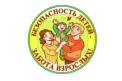 БЕЗОПАСНОСТЬ ДЕТЕЙ
ЗАБОТА ВЗРОСЛЫХ